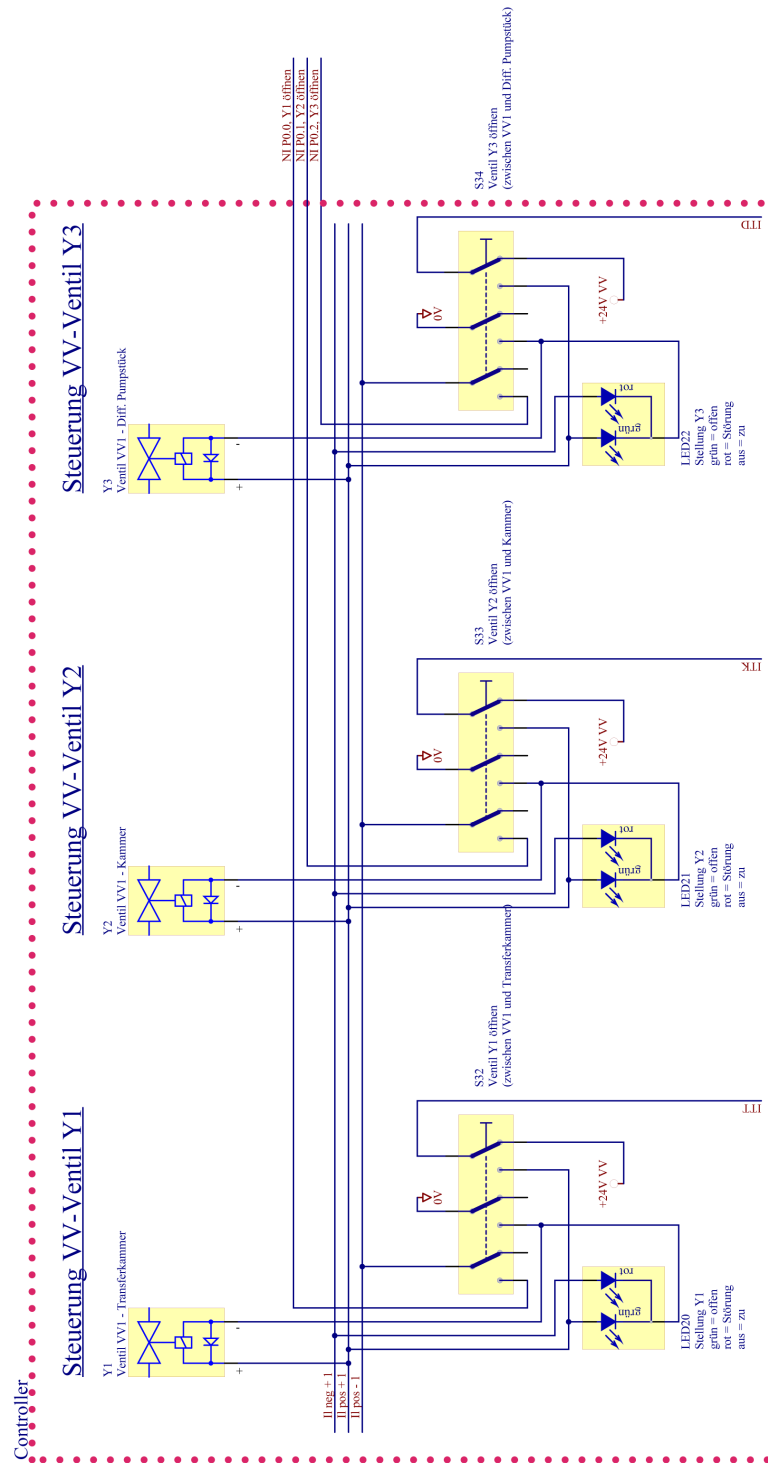 Controller
Steuerung VV-Ventil Y1
Y1
Ventil VV1 - Transferkammer
+
-
Il neg + 1
Il pos + 1
Il pos - 1
S32
Ventil Y1 öffnen
(zwischen VV1 und Transferkammer)
0V
+24V VV
ITT
grün
rot
LED20
Stellung Y1
grün = offen
rot = Störung
aus = zu
Steuerung VV-Ventil Y2
Y2
Ventil VV1 - Kammer
+
-
S33
Ventil Y2 öffnen
(zwischen VV1 und Kammer)
0V
+24V VV
ITK
grün
rot
LED21
Stellung Y2
grün = offen
rot = Störung
aus = zu
Steuerung VV-Ventil Y3
Y3
Ventil VV1 - Diff. Pumpstück
+
-
NI P0.0, Y1 öffnen
NI P0.1, Y2 öffnen
NI P0.2, Y3 öffnen
S34
Ventil Y3 öffnen
(zwischen VV1 und Diff. Pumpstück)
0V
+24V VV
ITD
grün
rot
LED22
Stellung Y3
grün = offen
rot = Störung
aus = zu